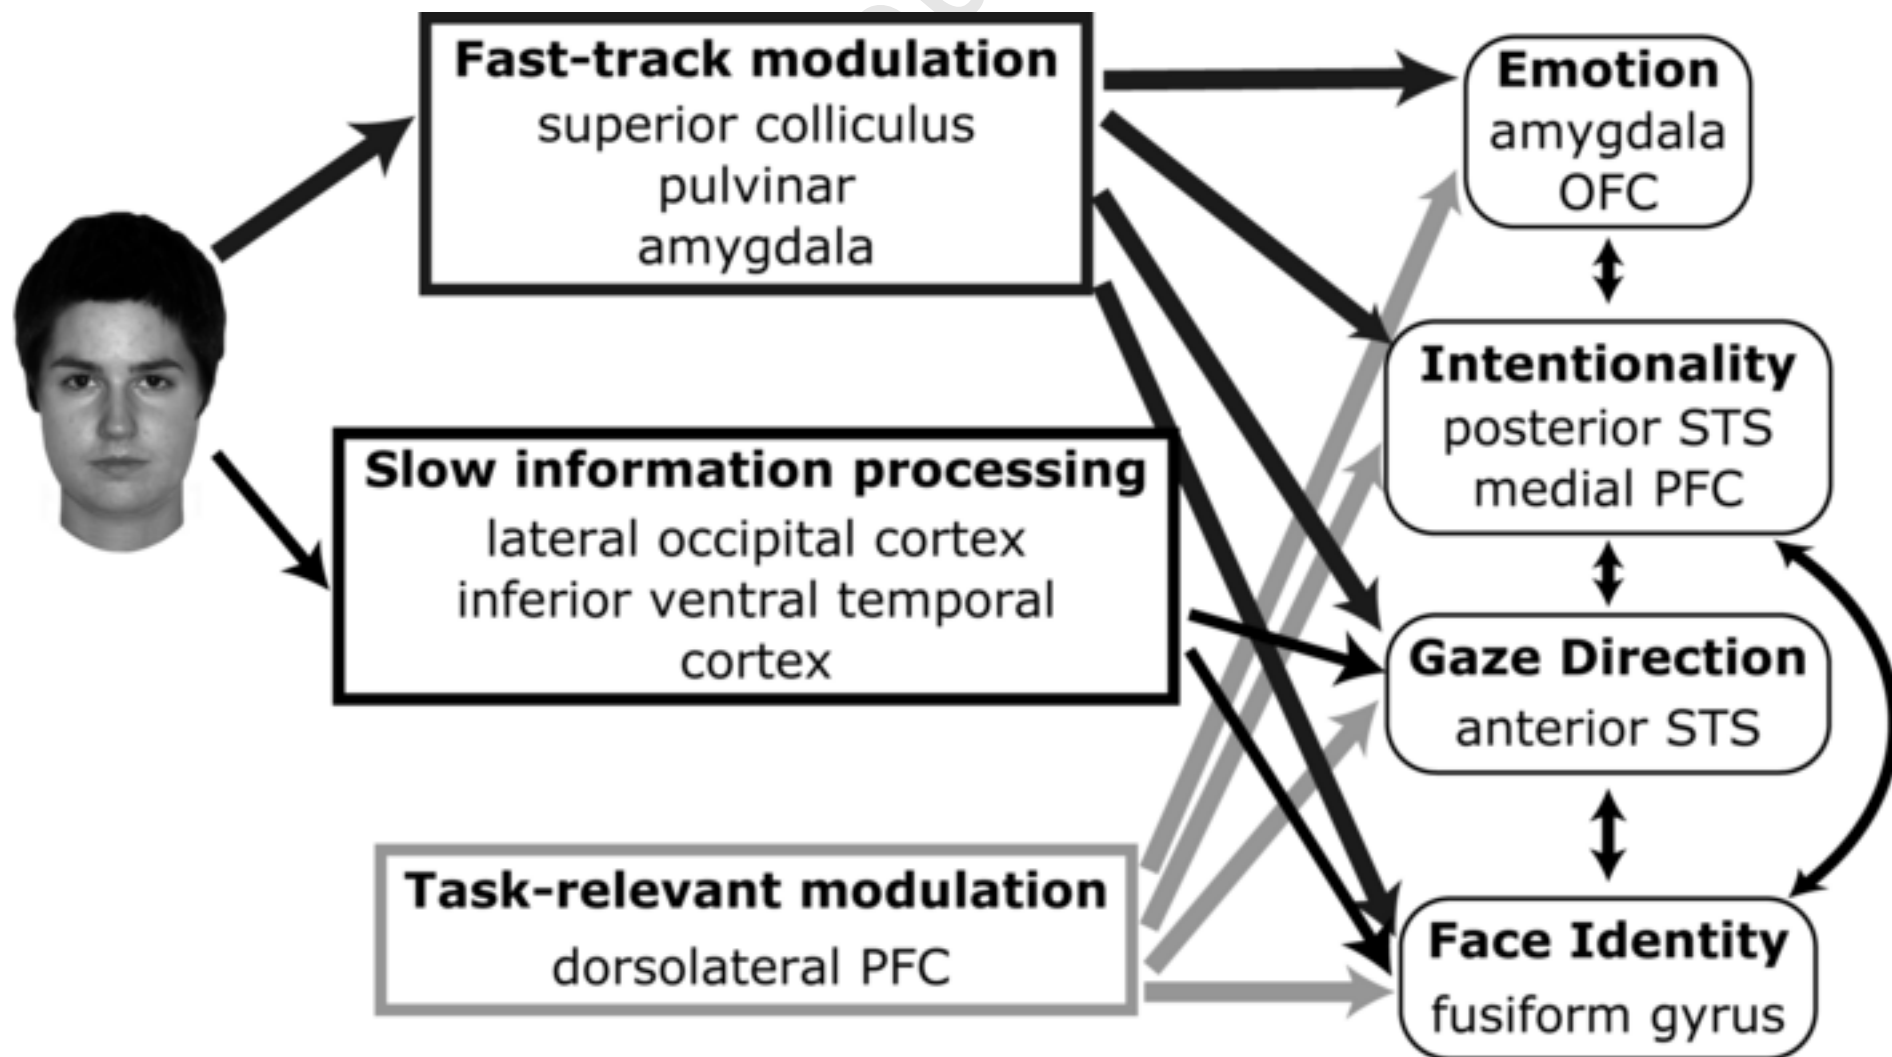 Fast-track modulation
superior colliculus
pulvinar
amygdala
Slow information processing
lateral occipital cortex
inferior ventral temporal
cortex
Task-relevant modulation
dorsolateral PFC
Emotion
amygdala
OFC
Intentionality
posterior STS
medial PFC
Gaze Direction
anterior STS
Face Identity
fusiform gyrus